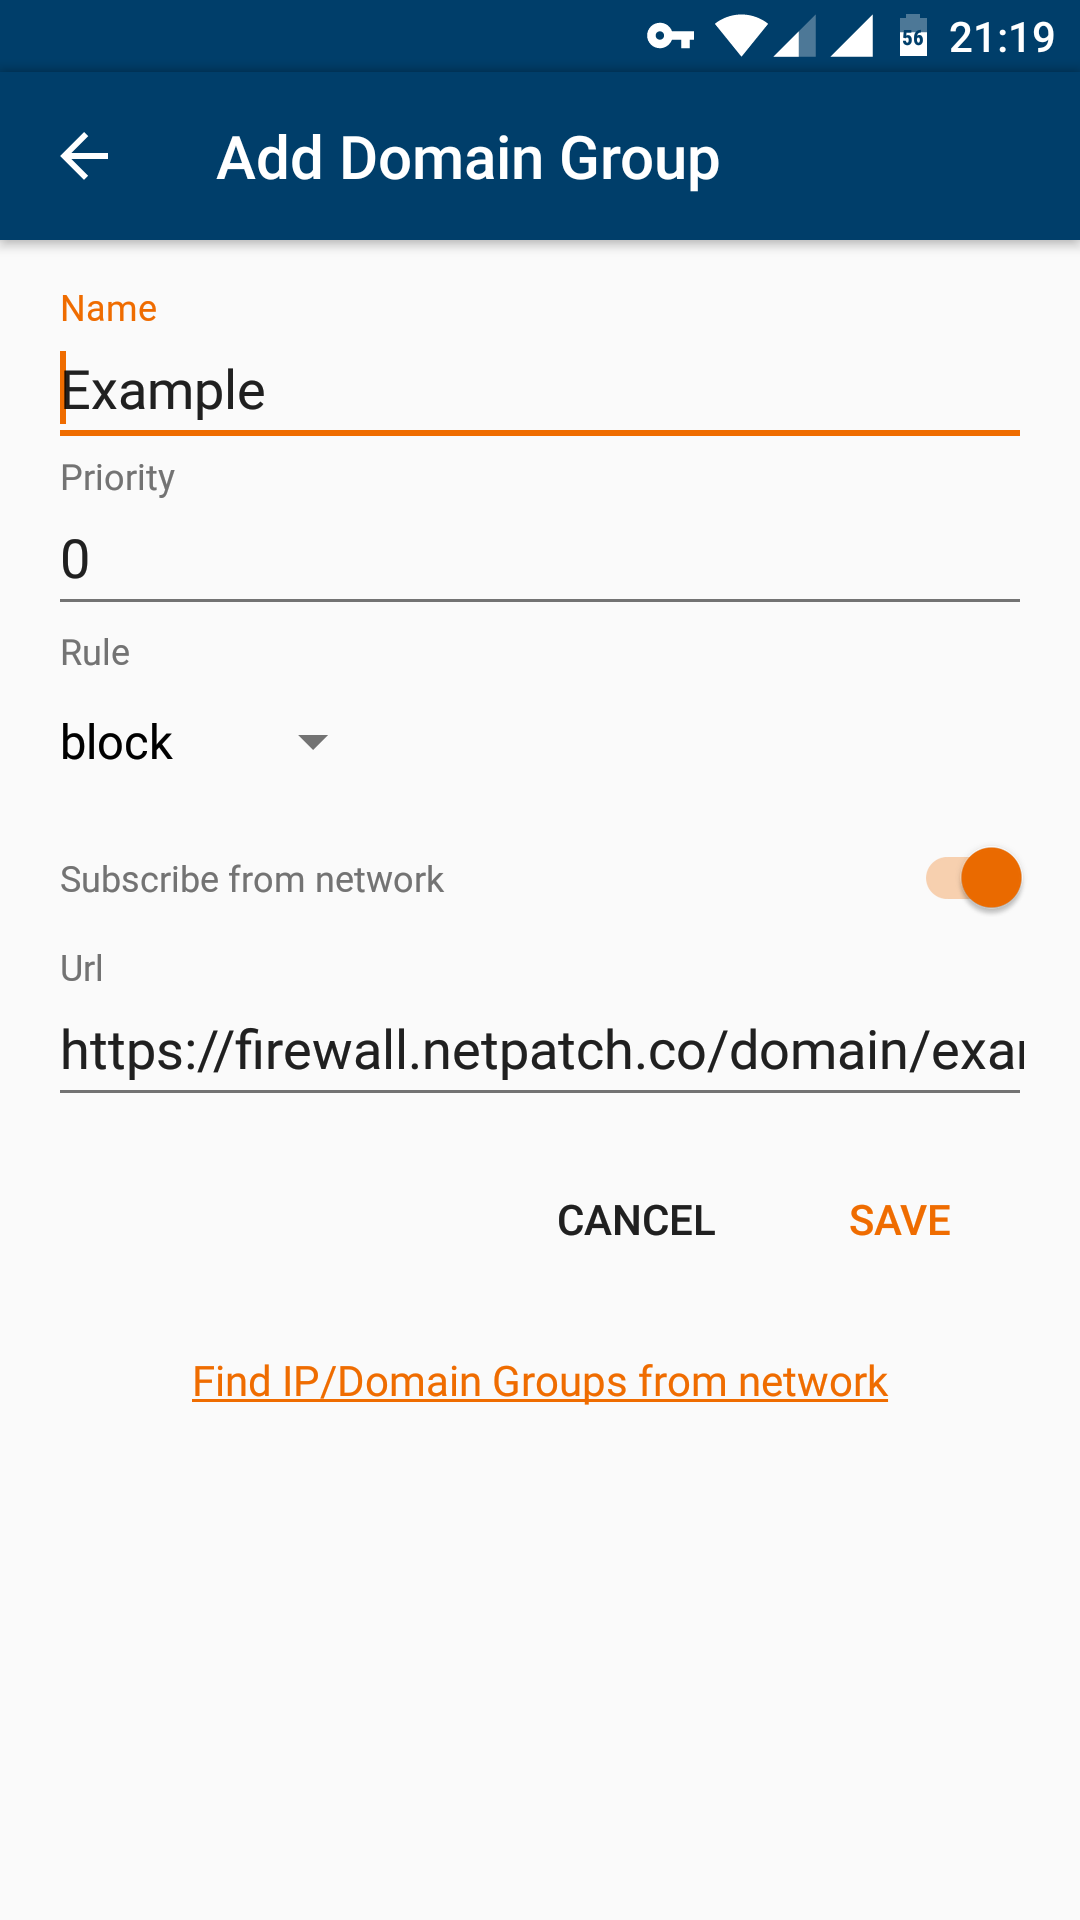 56 21:19
Add Domain Group
Name
Example
Priority
0
Rule
block
Subscribe from network
Url
https://firewall.netpatch.co/domain/exa
CANCEL SAVE
Find IP/Domain Groups from network